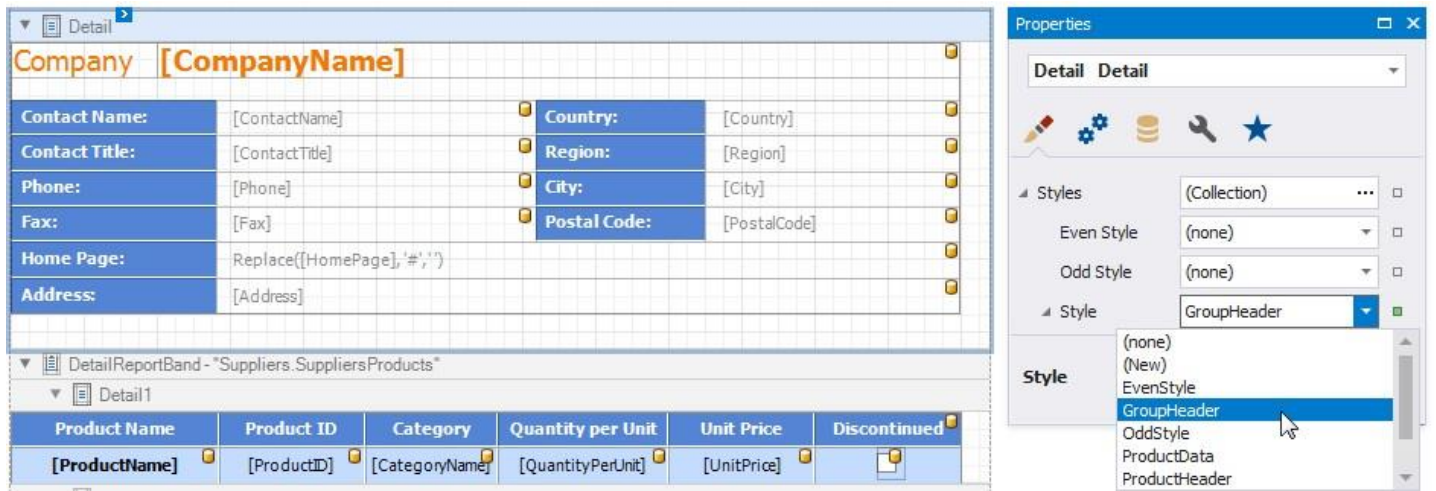 Detail
Company [CompanyName]
Contact Name: [ContactName] Country: [Country]
Contact Title: [ContactTitle] Region: [Region]
Phone: [Phone] City: [City]
Fax: [Fax] Postal Code: [PostalCode]
Home Page: Replace([HomePage],'#',' ')
Address: [Address]
DetailReportBand - "Suppliers.SuppliersProducts"
Detail1
Product Name Product ID Category Quantity per Unit Unit Price Discontinued
[ProductName] [ProductID] [CategoryName] [QuantityPerUnit] [UnitPrice]
Properties
Detail Detail
Styles (Collection) ...
Even Style (none)
Odd Style (none)
Style GroupHeader
(none)
(New)
Style
EvenStyle
GroupHeader
OddStyle
ProductData
ProductHeader